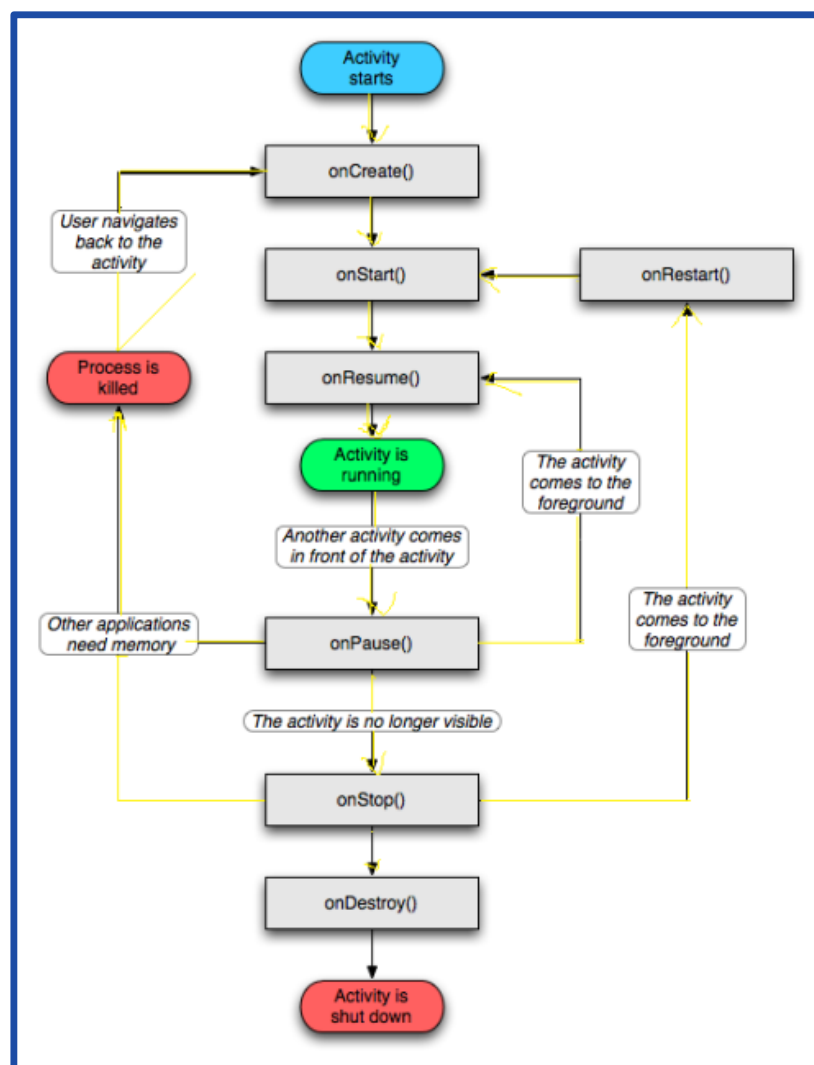 Activity
starts
onCreate()
User navigates
back to the
activity
onStart()
onRestart()
Process is
killed
onResume()
Activity is
running
The activity
comes to the
foreground
Another activity comes
in front of the activity
The activity
comes to the
foreground
Other applications
need memory
onPause()
The activity is no longer visible
onStop()
onDestroy()
Activity is
shut down